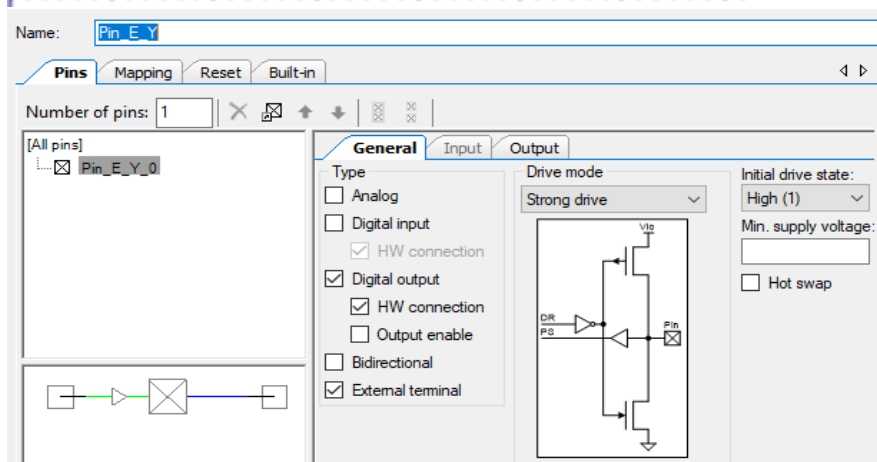 Name: Pin_E_Y
Pins Mapping Reset Built-in
Number of pins: 1
[All pins]
Pin_E_Y_0
General Input Output
Type
Analog
Digital input
HW connection
Digital output
HW connection
Output enable
Bidirectional
External terminal
Drive mode
Strong drive
Vio
DR
PS
Pin
Initial drive state:
High (1)
Min. supply voltage:
Hot swap